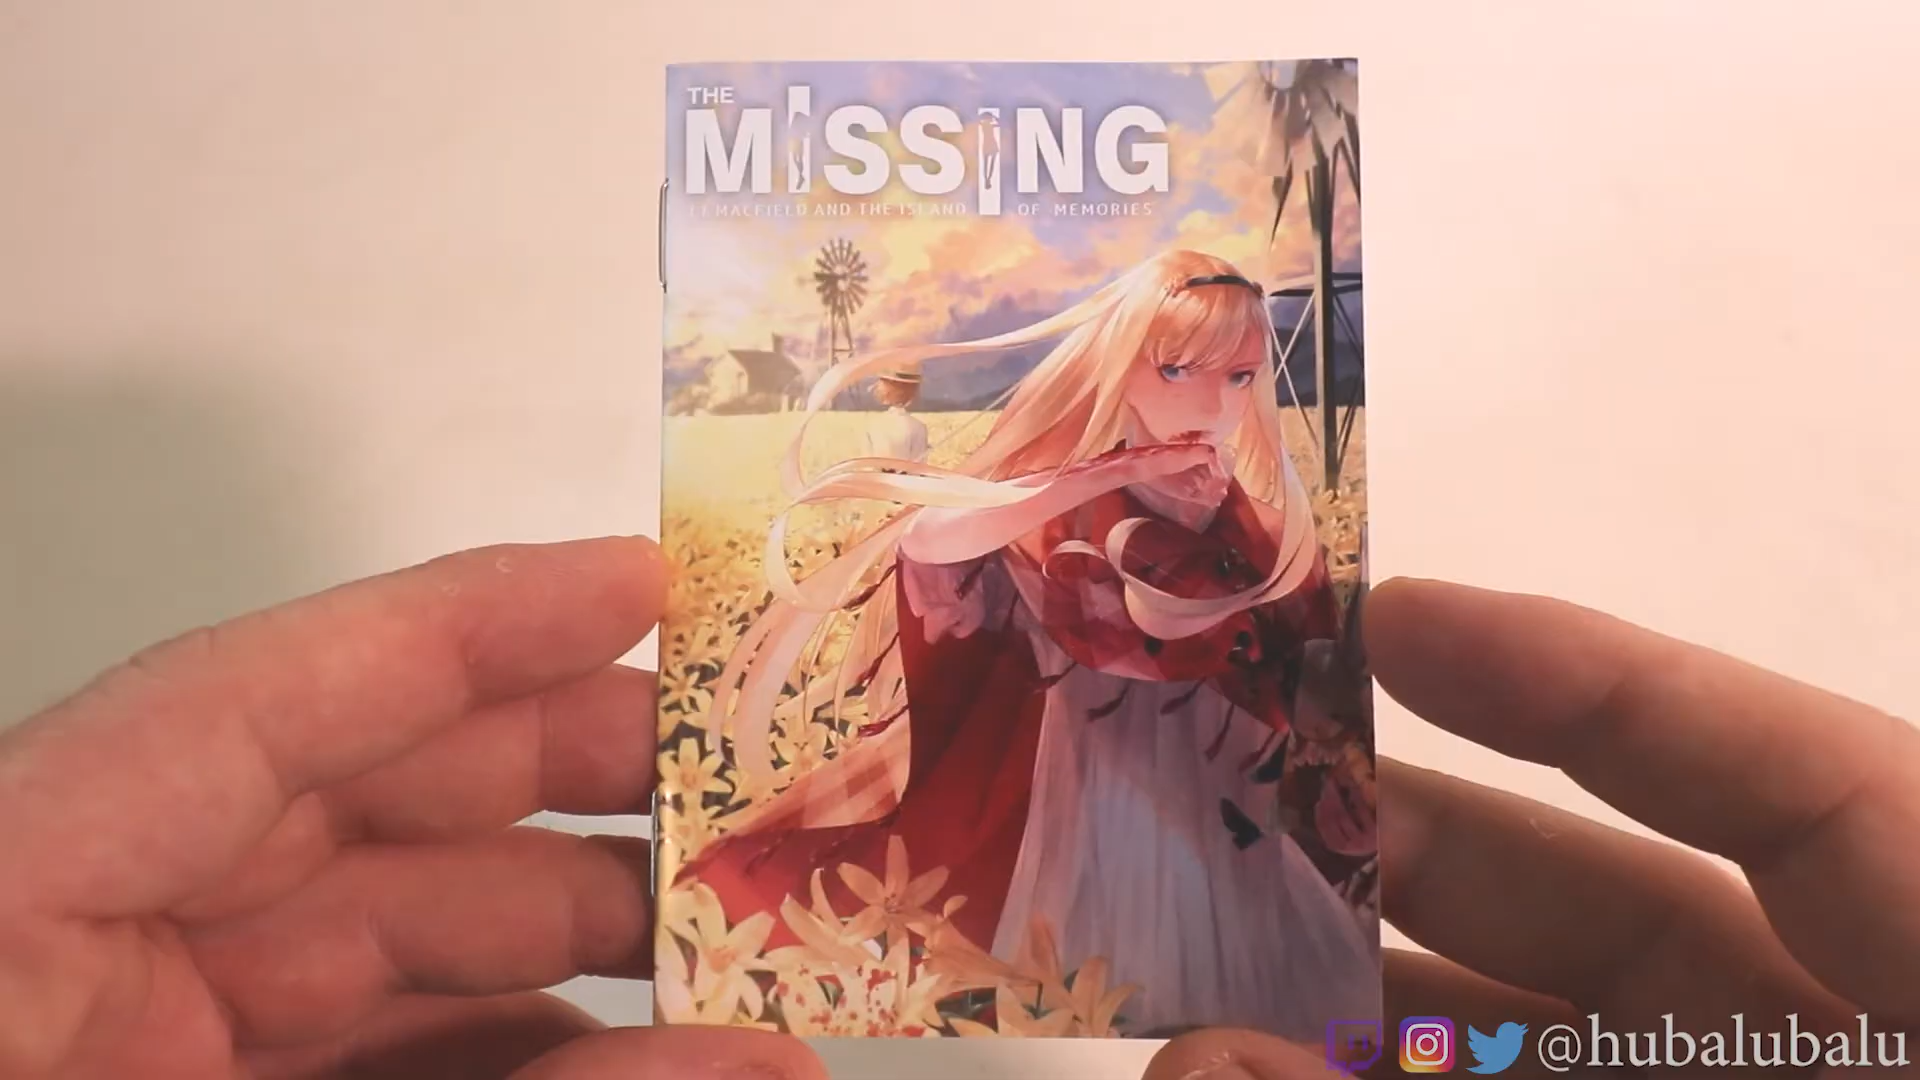 THE
MISSING
J.J. MACFIELD AND THE ISLAND OF MEMORIES
@hubalubalu